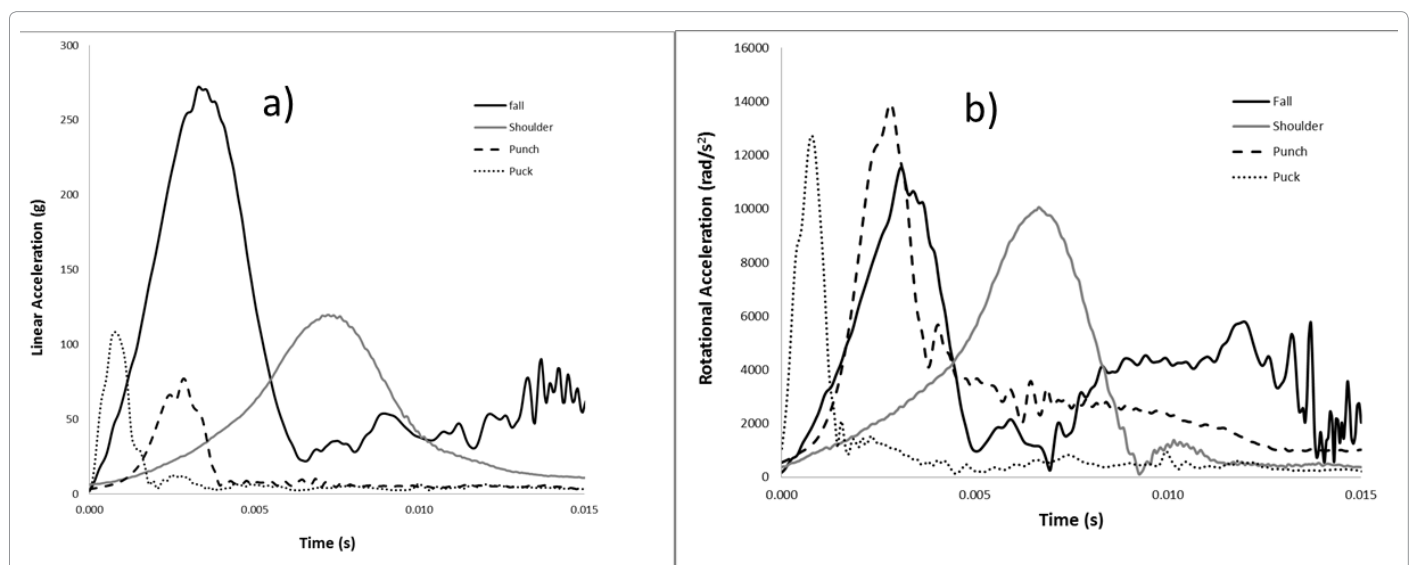 a)
fall
Shoulder
Punch
Puck
Linear Acceleration (g)
300
250
200
150
100
50
0
0.000 0.005 0.010 0.015
Time (s)
b)
Fall
Shoulder
Punch
Puck
Rotational Acceleration (rad/s²)
16000
14000
12000
10000
8000
6000
4000
2000
0
0.000 0.005 0.010 0.015
Time (s)